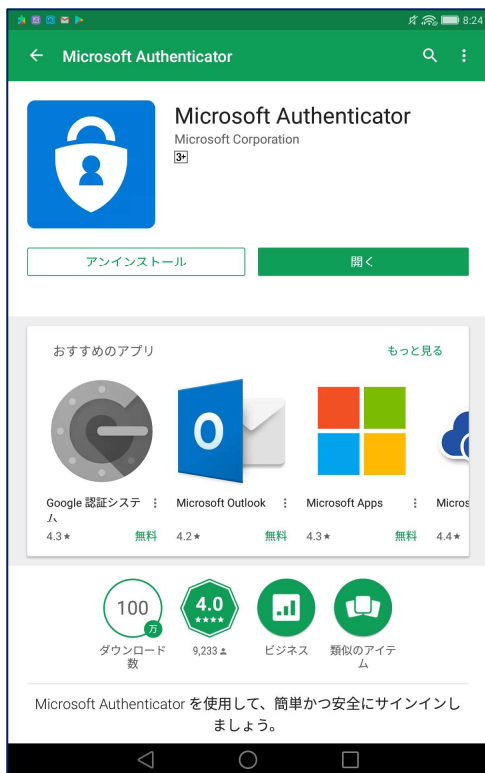 8:24
Microsoft Authenticator
Microsoft Authenticator
Microsoft Corporation
3+
アンインストール
開く
おすすめのアプリ
もっと見る
Google 認証システ
ム
4.3★
無料
Microsoft Outlook
4.2★
無料
Microsoft Apps
4.3★
無料
Micros
4.4★
100
万
ダウンロード
数
4.0
★★★★
9,233
ビジネス
類似のアイテ
ム
Microsoft Authenticator を使用して、簡単かつ安全にサインインし
ましょう。